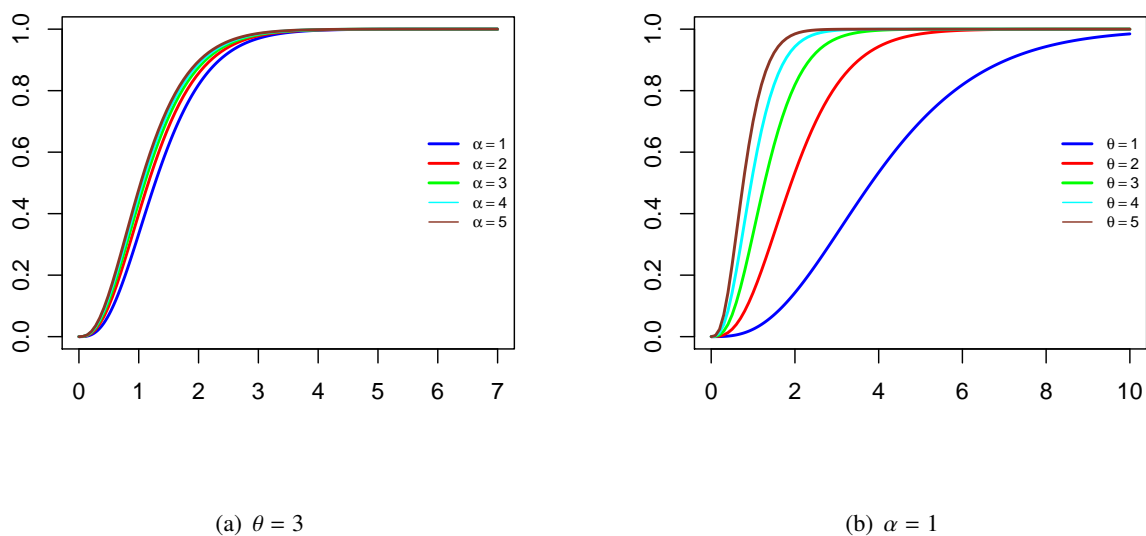 0.0 0.2 0.4 0.6 0.8 1.0
0 1 2 3 4 5 6 7
α = 1
α = 2
α = 3
α = 4
α = 5
(a) θ = 3
0.0 0.2 0.4 0.6 0.8 1.0
0 2 4 6 8 10
θ = 1
θ = 2
θ = 3
θ = 4
θ = 5
(b) α = 1